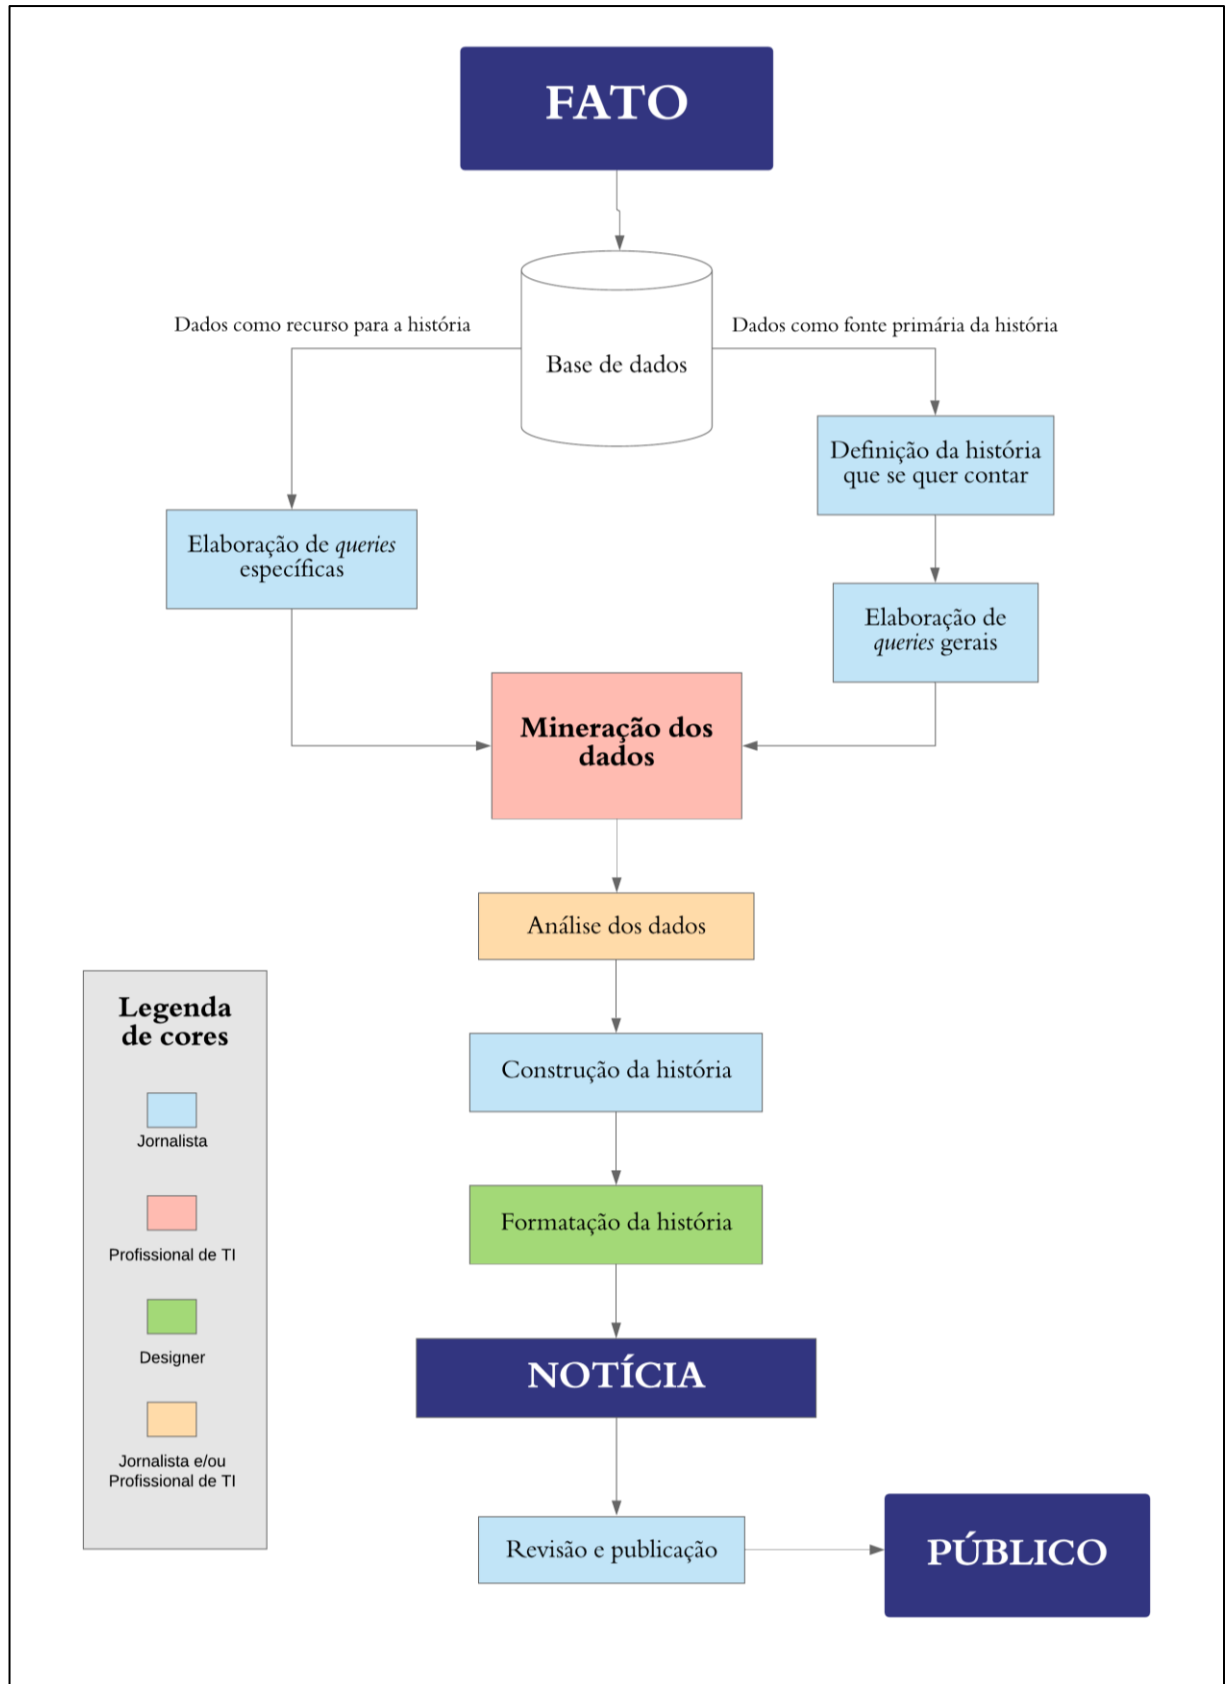 FATO
Dados como recurso para a história
Dados como fonte primária da história
Base de dados
Definição da história
que se quer contar
Elaboração de queries
específicas
Elaboração de
queries gerais
Mineração dos
dados
Análise dos dados
Construção da história
Formatação da história
NOTÍCIA
Revisão e publicação
PÚBLICO
Legenda
de cores
Jornalista
Profissional de TI
Designer
Jornalista e/ou
Profissional de TI